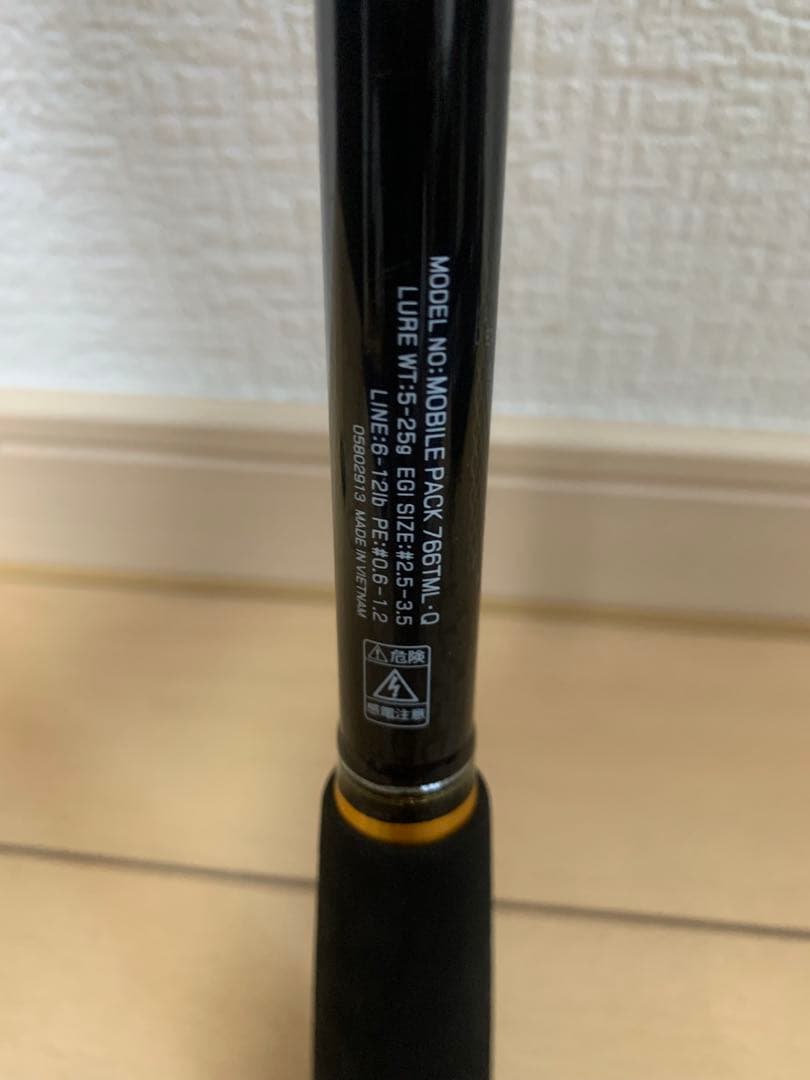 MODEL NO:MOBILE PACK 766TML·Q
LURE WT:5-25g EGI SIZE:#2.5-3.5
LINE:6-12lb PE:#0.6-1.2
05802913 MADE IN VIETNAM
⚠危険
感電注意